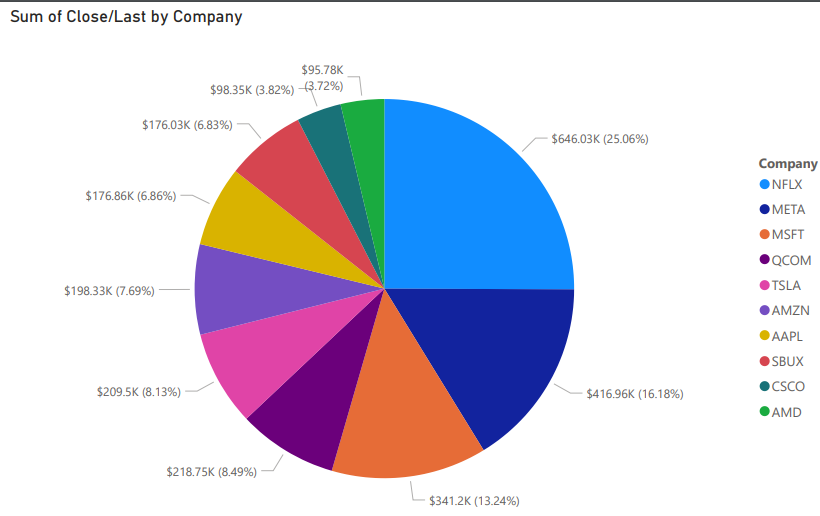 Sum of Close/Last by Company
$95.78K
(3.72%)
$98.35K (3.82%)
$176.03K (6.83%)
$646.03K (25.06%)
$176.86K (6.86%)
$198.33K (7.69%)
$209.5K (8.13%)
$416.96K (16.18%)
$218.75K (8.49%)
$341.2K (13.24%)
Company
NFLX
META
MSFT
QCOM
TSLA
AMZN
AAPL
SBUX
CSCO
AMD